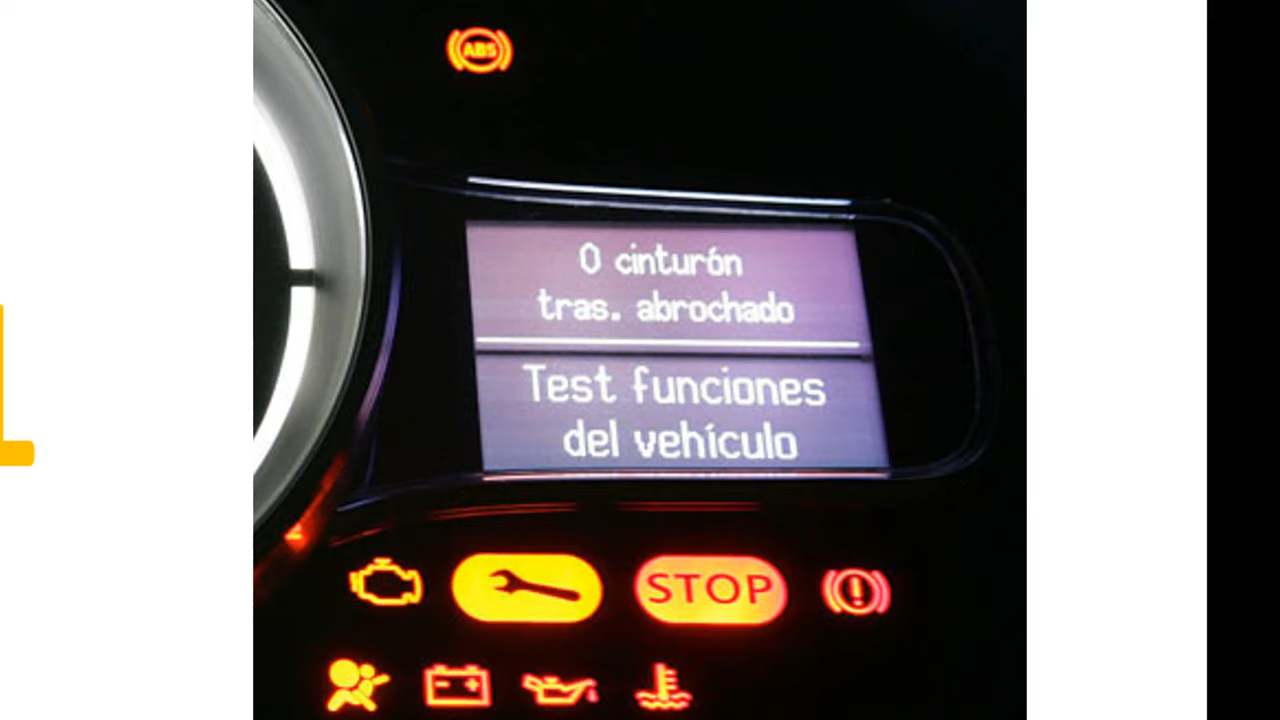 ABS
0 cinturón
tras. abrochado
Test funciones
del vehículo
STOP